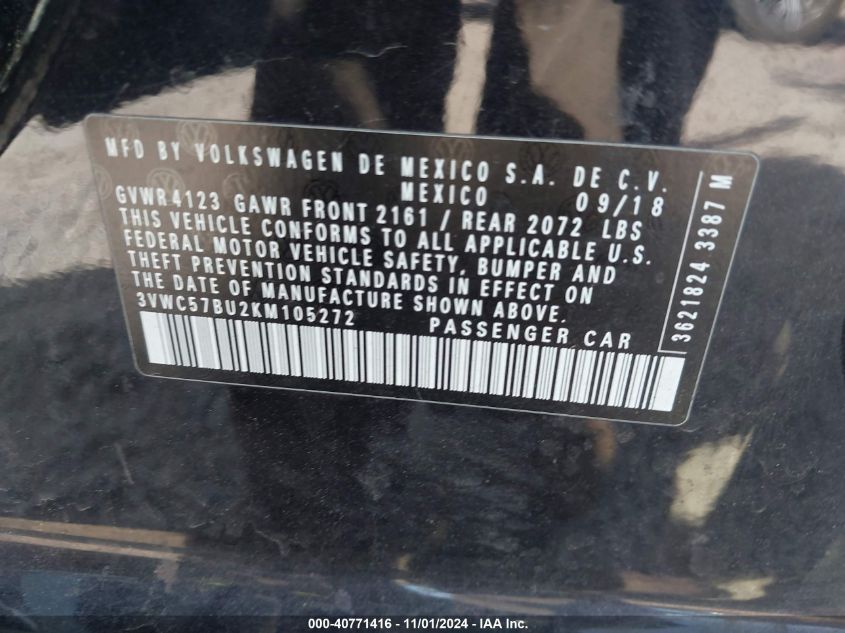 MFD BY VOLKSWAGEN DE MEXICO S.A. DE C.V.
MEXICO 09/18
GVWR 4123 GAWR FRONT 2161 / REAR 2072 LBS
THIS VEHICLE CONFORMS TO ALL APPLICABLE U.S.
FEDERAL MOTOR VEHICLE SAFETY, BUMPER AND
THEFT PREVENTION STANDARDS IN EFFECT ON
THE DATE OF MANUFACTURE SHOWN ABOVE.
3VWC57BU2KM105272 PASSENGER CAR
3621824 3387 M
000-40771416 - 11/01/2024 - IAA Inc.